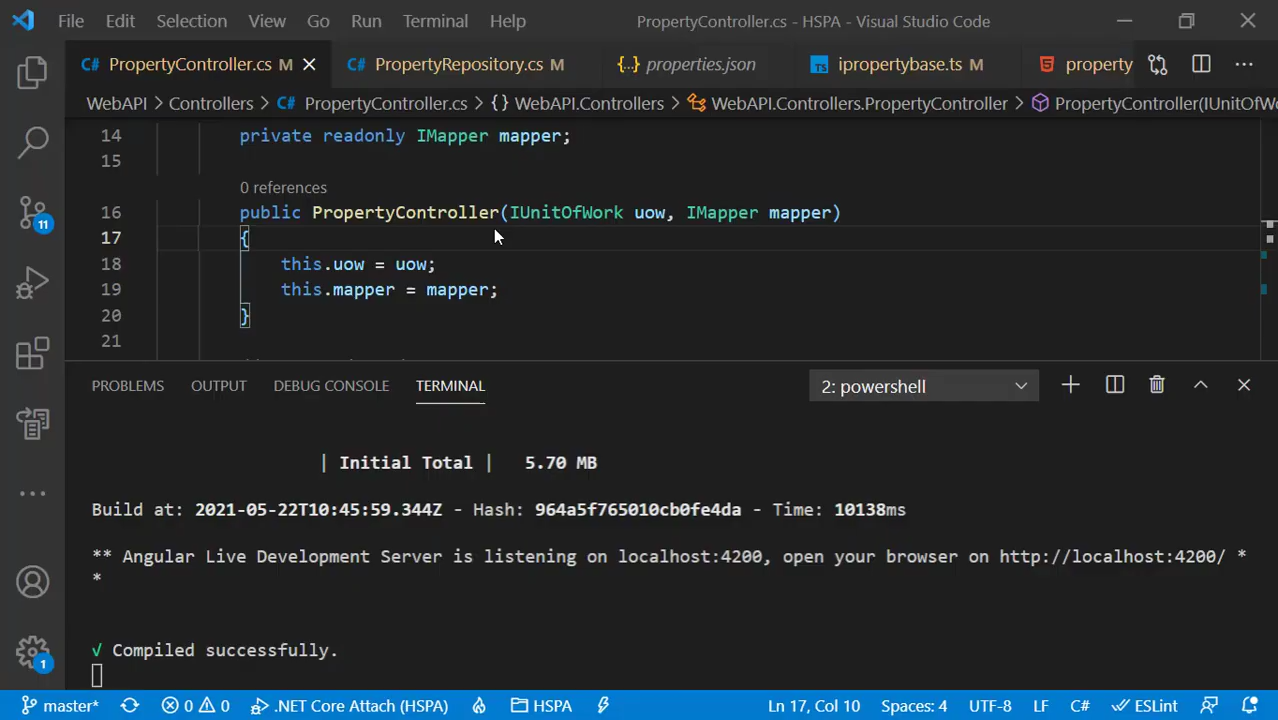 File Edit Selection View Go Run Terminal Help PropertyController.cs - HSPA - Visual Studio Code
PropertyController.cs M PropertyRepository.cs M {..} properties.json TS ipropertybase.ts M property
WebAPI > Controllers > PropertyController.cs > {} WebAPI.Controllers > WebAPI.Controllers.PropertyController > PropertyController(IUnitOfW
14 private readonly IMapper mapper;
15
0 references
16 public PropertyController(IUnitOfWork uow, IMapper mapper)
17 {
18 this.uow = uow;
19 this.mapper = mapper;
20 }
21
11
PROBLEMS OUTPUT DEBUG CONSOLE TERMINAL 2: powershell
| Initial Total | 5.70 MB
Build at: 2021-05-22T10:45:59.344Z - Hash: 964a5f765010cb0fe4da - Time: 10138ms
** Angular Live Development Server is listening on localhost:4200, open your browser on http://localhost:4200/ *
*
√ Compiled successfully.
1
master* 0 0 .NET Core Attach (HSPA) HSPA Ln 17, Col 10 Spaces: 4 UTF-8 LF C# ESLint